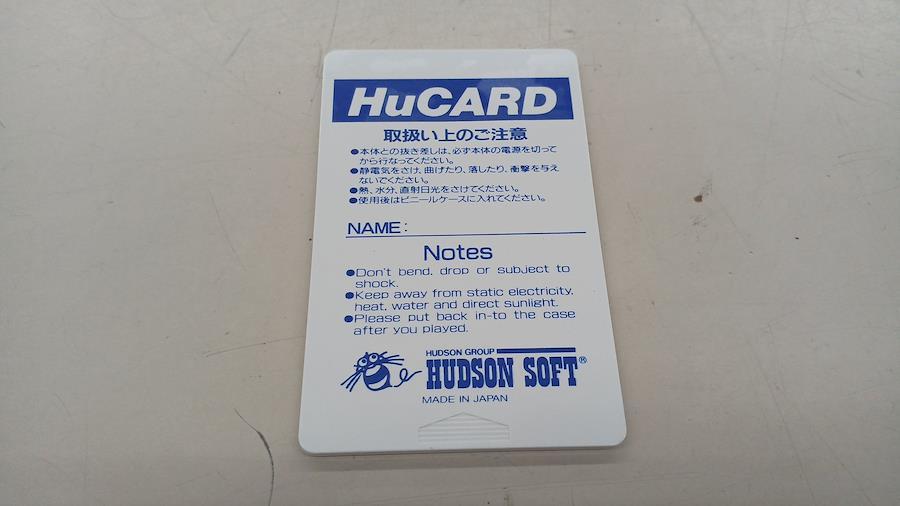 HuCARD
取扱い上のご注意
●本体との抜き差しは、必ず本体の電源を切って
から行なってください。
●静電気をさけ、曲げたり、落したり、衝撃を与え
ないでください。
●熱、水分、直射日光をさけてください。
●使用後はビニールケースに入れてください。
NAME:
Notes
●Don't bend, drop or subject to
shock.
●Keep away from static electricity,
heat, water and direct sunlight.
●Please put back in-to the case
after you played.
HUDSON GROUP
HUDSON SOFT®
MADE IN JAPAN